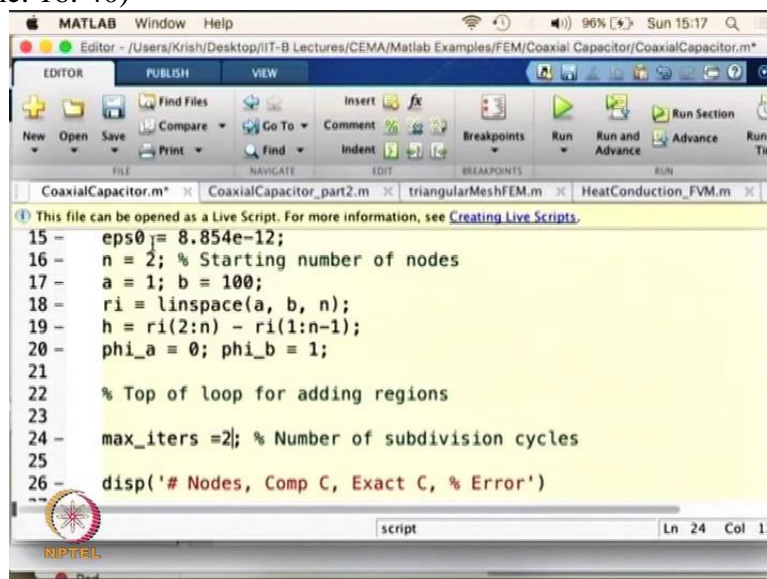 MATLAB Window Help 96% Sun 15:17
Editor - /Users/Krish/Desktop/IIT-B Lectures/CEMA/Matlab Examples/FEM/Coaxial Capacitor/CoaxialCapacitor.m*
EDITOR PUBLISH VIEW
Find Files Insert fx
New Open Save Compare Go To Comment % Breakpoints Run Run and Advance Run Section
Print Find Indent Advance
FILE NAVIGATE EDIT BREAKPOINTS RUN
CoaxialCapacitor.m* CoaxialCapacitor_part2.m triangularMeshFEM.m HeatConduction_FVM.m
This file can be opened as a Live Script. For more information, see Creating Live Scripts.
15 - eps0 = 8.854e-12;
16 - n = 2; % Starting number of nodes
17 - a = 1; b = 100;
18 - ri = linspace(a, b, n);
19 - h = ri(2:n) - ri(1:n-1);
20 - phi_a = 0; phi_b = 1;
21
22 % Top of loop for adding regions
23
24 - max_iters =2; % Number of subdivision cycles
25
26 - disp('# Nodes, Comp C, Exact C, % Error')
script Ln 24 Col 1
NPTEL